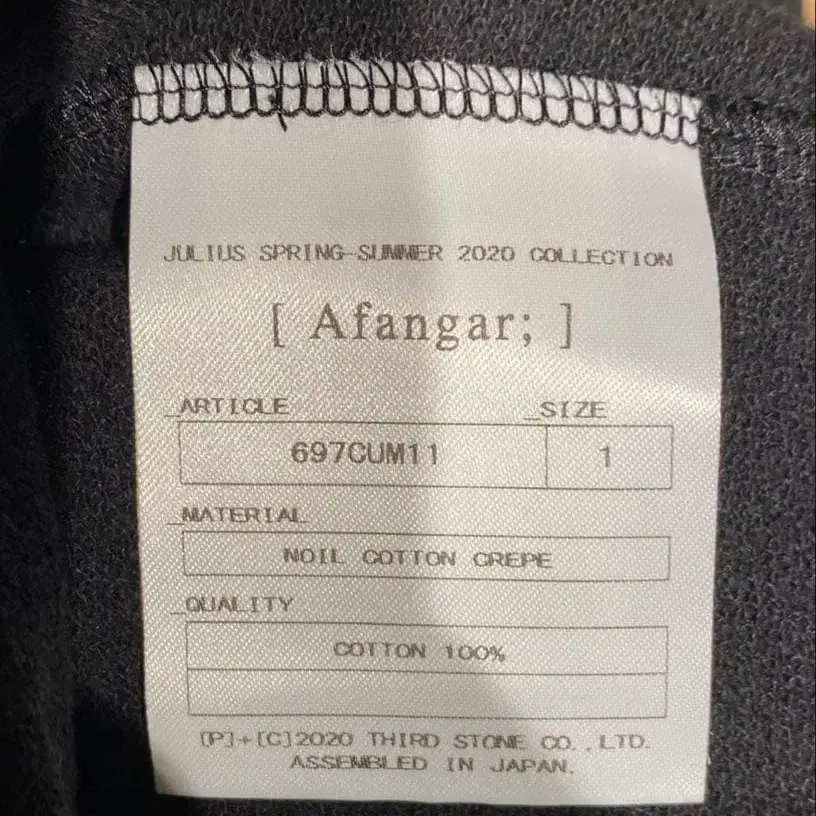 JULIUS SPRING-SUMMER 2020 COLLECTION
[ Afangar; ]
_ARTICLE _SIZE
697CUM11 1
_MATERIAL
NOIL COTTON CREPE
_QUALITY
COTTON 100%
[P]+[C]2020 THIRD STONE CO.,LTD.
ASSEMBLED IN JAPAN.